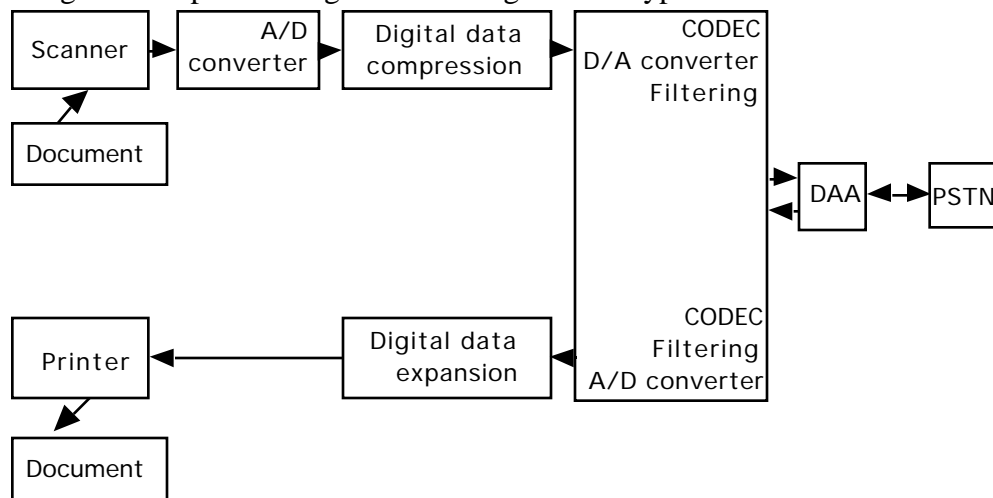 Scanner
A/D
converter
Digital data
compression
CODEC
D/A converter
Filtering
Document
DAA
PSTN
CODEC
Filtering
A/D converter
Digital data
expansion
Printer
Document